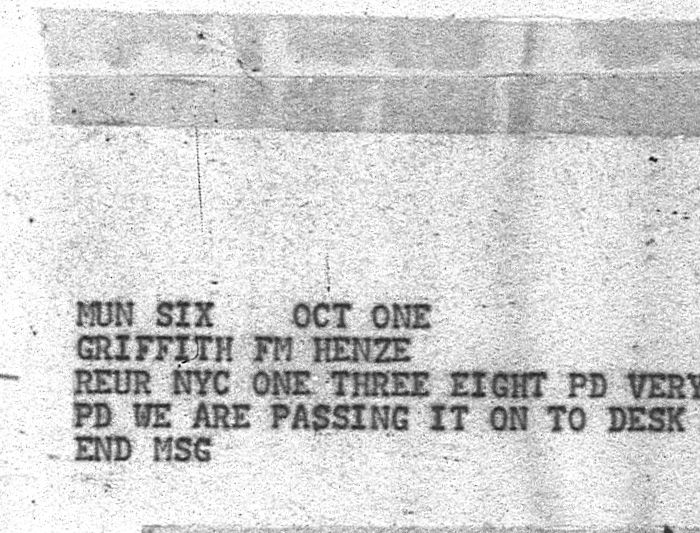 MUN SIX OCT ONE
GRIFFITH FM HENZE
REUR NYC ONE THREE EIGHT PD VERY
PD WE ARE PASSING IT ON TO DESK
END MSG